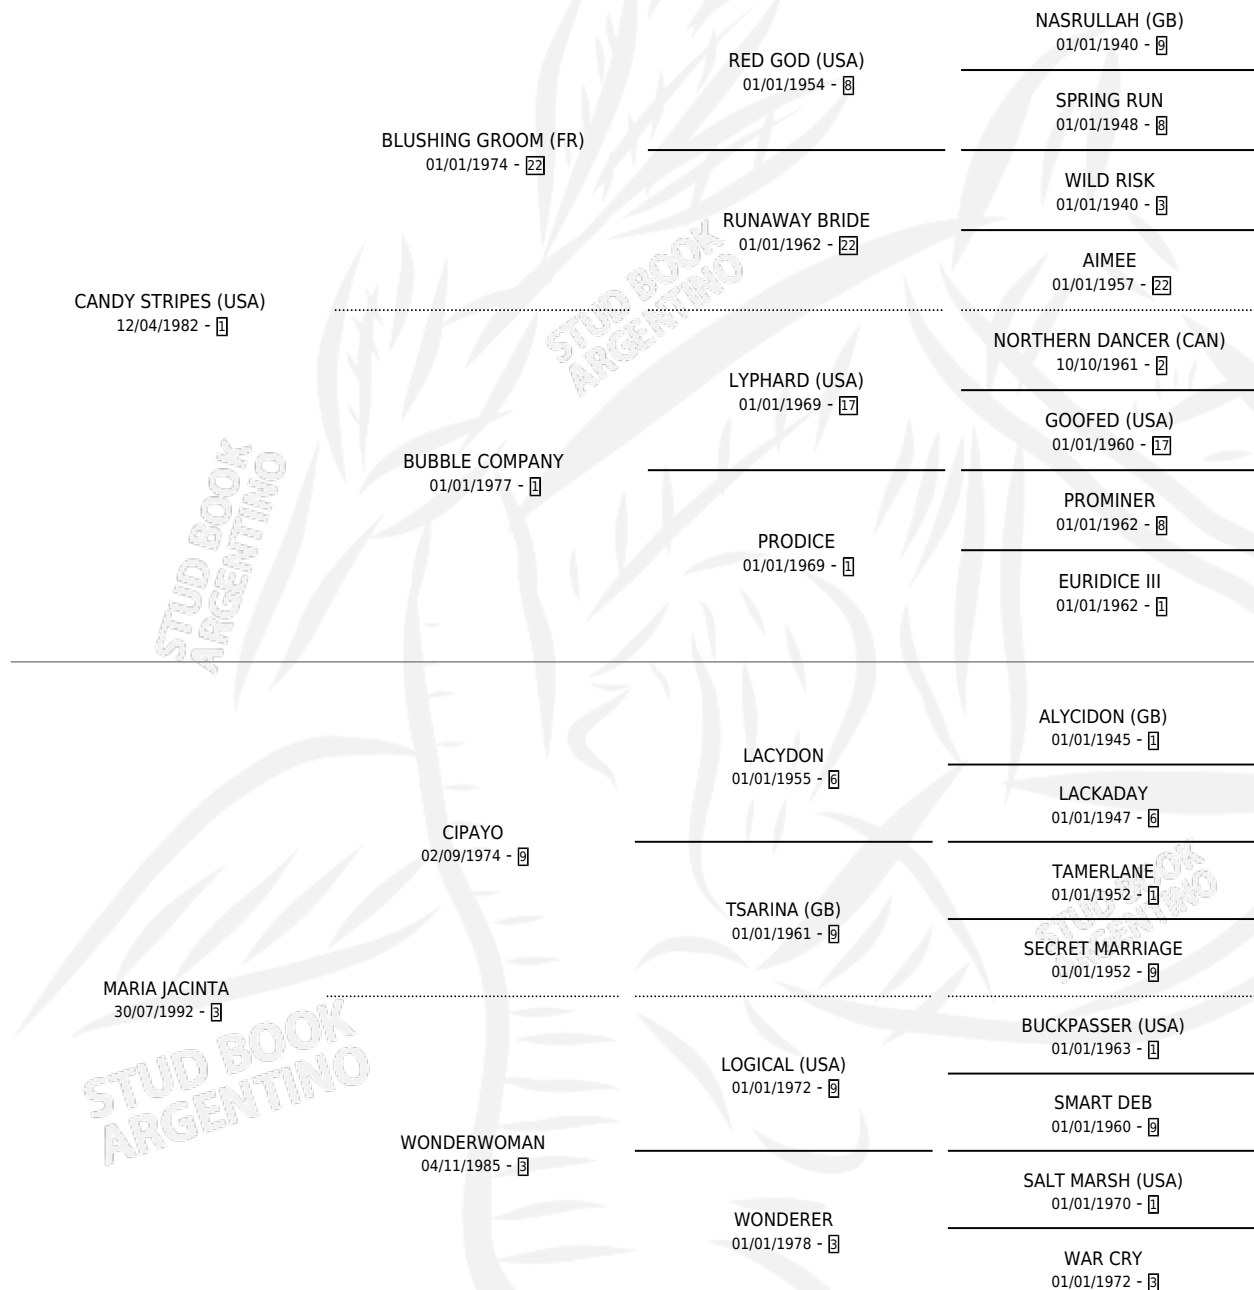 NASRULLAH (GB)
01/01/1940 - 9
RED GOD (USA)
01/01/1954 - 8
SPRING RUN
01/01/1948 - 8
BLUSHING GROOM (FR)
01/01/1974 - 22
WILD RISK
01/01/1940 - 3
RUNAWAY BRIDE
01/01/1962 - 22
AIMEE
01/01/1957 - 22
CANDY STRIPES (USA)
12/04/1982 - 1
NORTHERN DANCER (CAN)
10/10/1961 - 2
LYPHARD (USA)
01/01/1969 - 17
GOOFED (USA)
01/01/1960 - 17
BUBBLE COMPANY
01/01/1977 - 1
PROMINER
01/01/1962 - 8
PRODICE
01/01/1969 - 1
EURIDICE III
01/01/1962 - 1
ALYCIDON (GB)
01/01/1945 - 1
LACYDON
01/01/1955 - 6
LACKADAY
01/01/1947 - 6
CIPAYO
02/09/1974 - 9
TAMERLANE
01/01/1952 - 1
TSARINA (GB)
01/01/1961 - 9
SECRET MARRIAGE
01/01/1952 - 9
MARIA JACINTA
30/07/1992 - 3
BUCKPASSER (USA)
01/01/1963 - 1
LOGICAL (USA)
01/01/1972 - 9
SMART DEB
01/01/1960 - 9
WONDERWOMAN
04/11/1985 - 3
SALT MARSH (USA)
01/01/1970 - 1
WONDERER
01/01/1978 - 3
WAR CRY
01/01/1972 - 3
STUD BOOK
ARGENTINO
STUD BOOK
ARGENTINO
STUD BOOK
ARGENTINO
STUD BOOK
ARGENTINO